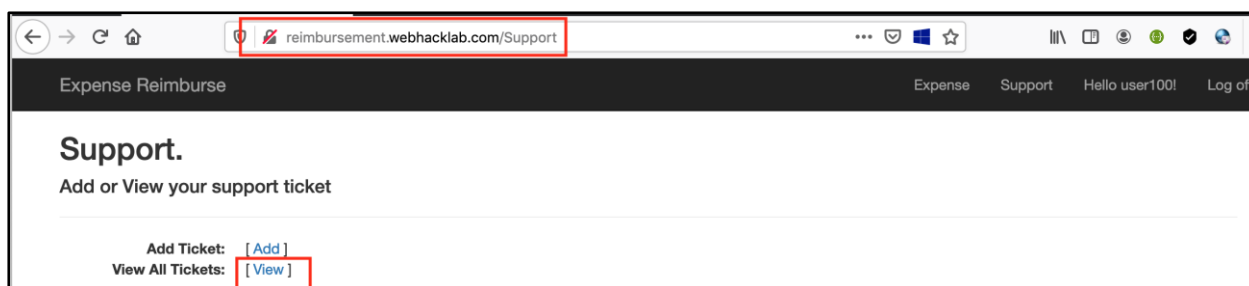 reimbursement.webhacklab.com/Support
Expense Reimburse Expense Support Hello user100! Log of
Support.
Add or View your support ticket
Add Ticket: [ Add ]
View All Tickets: [ View ]